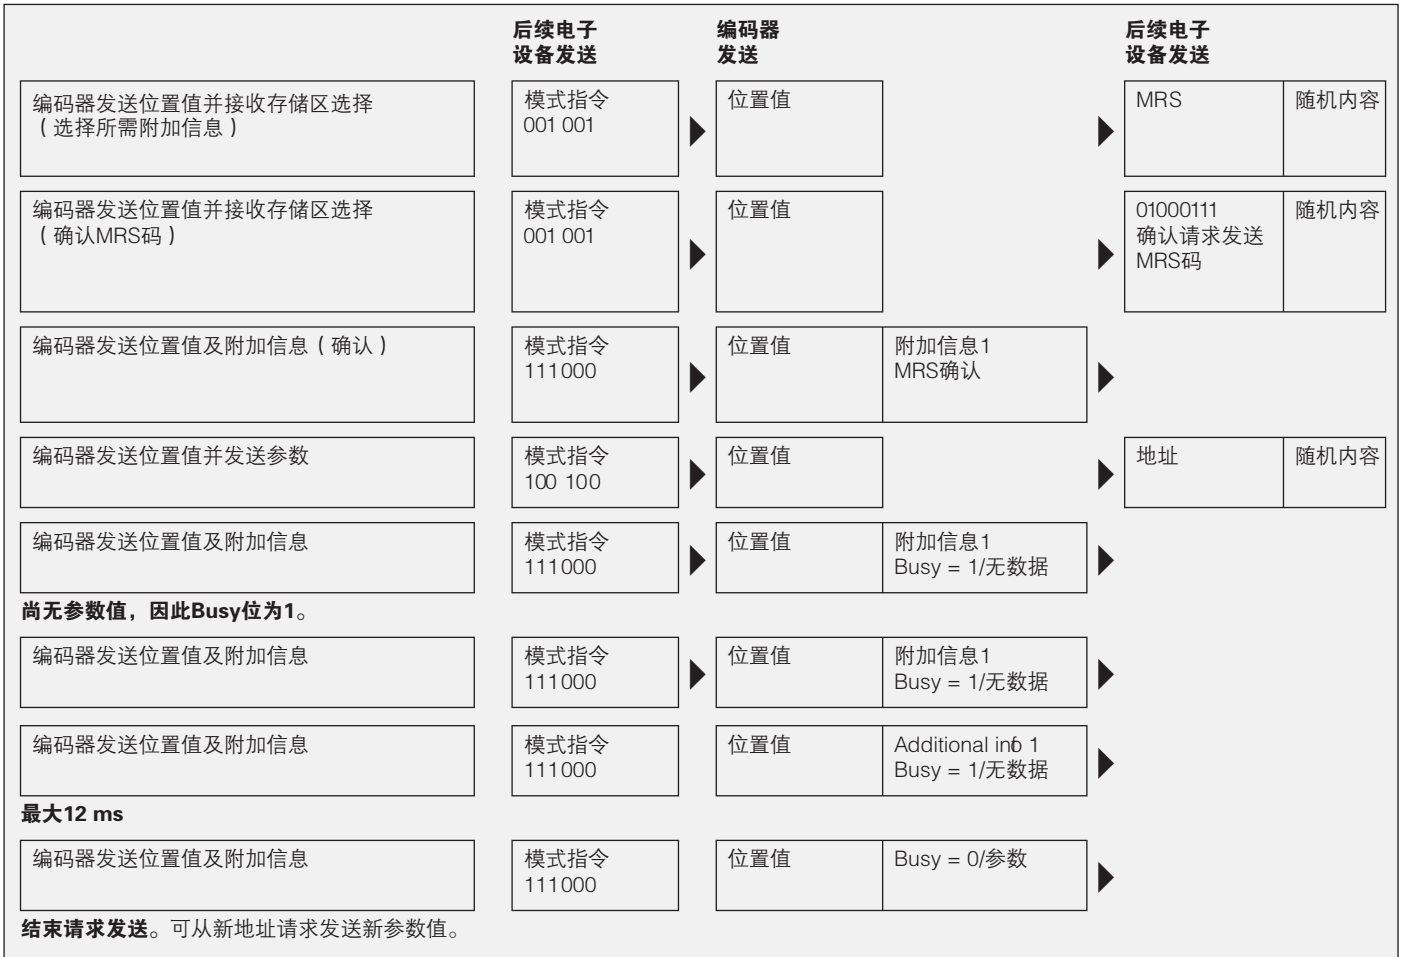 后续电子
设备发送
编码器
发送
后续电子
设备发送
编码器发送位置值并接收存储区选择
（选择所需附加信息）
模式指令
001 001
位置值
MRS
随机内容
编码器发送位置值并接收存储区选择
（确认MRS码）
模式指令
001 001
位置值
01000111
确认请求发送
MRS码
随机内容
编码器发送位置值及附加信息（确认）
模式指令
111000
位置值
附加信息1
MRS确认
编码器发送位置值并发送参数
模式指令
100 100
位置值
地址
随机内容
编码器发送位置值及附加信息
模式指令
111000
位置值
附加信息1
Busy = 1/无数据
尚无参数值，因此Busy位为1。
编码器发送位置值及附加信息
模式指令
111000
位置值
附加信息1
Busy = 1/无数据
编码器发送位置值及附加信息
模式指令
111000
位置值
Additional info 1
Busy = 1/无数据
最大12 ms
编码器发送位置值及附加信息
模式指令
111000
位置值
Busy = 0/参数
结束请求发送。可从新地址请求发送新参数值。